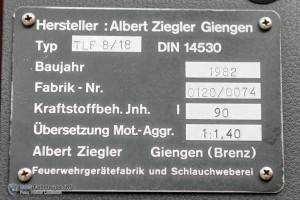 Hersteller : Albert Ziegler Giengen
Typ TLF 8/18 DIN 14530
Baujahr 1982
Fabrik - Nr. 0120/0074
Kraftstoffbeh. Jnh. l 90
Übersetzung Mot.-Aggr. 1:1,40
Albert Ziegler Giengen (Brenz)
Feuerwehrgerätefabrik und Schlauchweberei